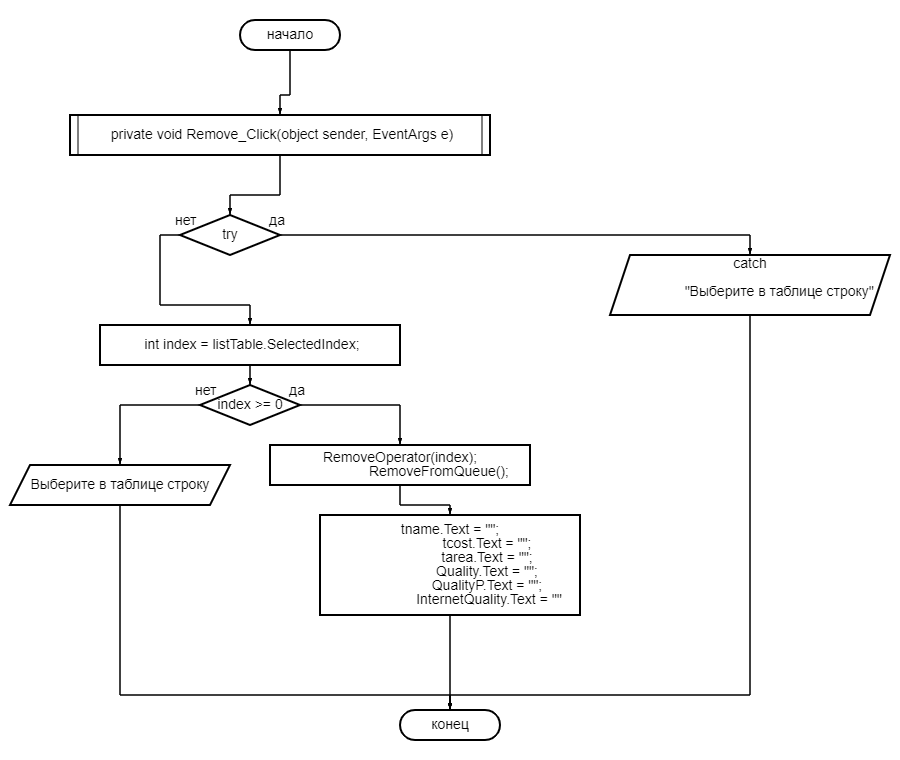 начало
private void Remove_Click(object sender, EventArgs e)
нет
да
try
catch
"Выберите в таблице строку"
int index = listTable.SelectedIndex;
нет
да
index >= 0
RemoveOperator(index);
RemoveFromQueue();
Выберите в таблице строку
tname.Text = "";
tcost.Text = "";
tarea.Text = "";
Quality.Text = "";
QualityP.Text = "";
InternetQuality.Text = ""
конец